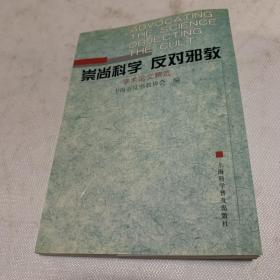 ADVOCATING
THE SCIENCE
OBJECTING
THE CULT
崇尚科学 反对邪教
学术论文精选
上海市反邪教协会 编
上海科学普及出版社